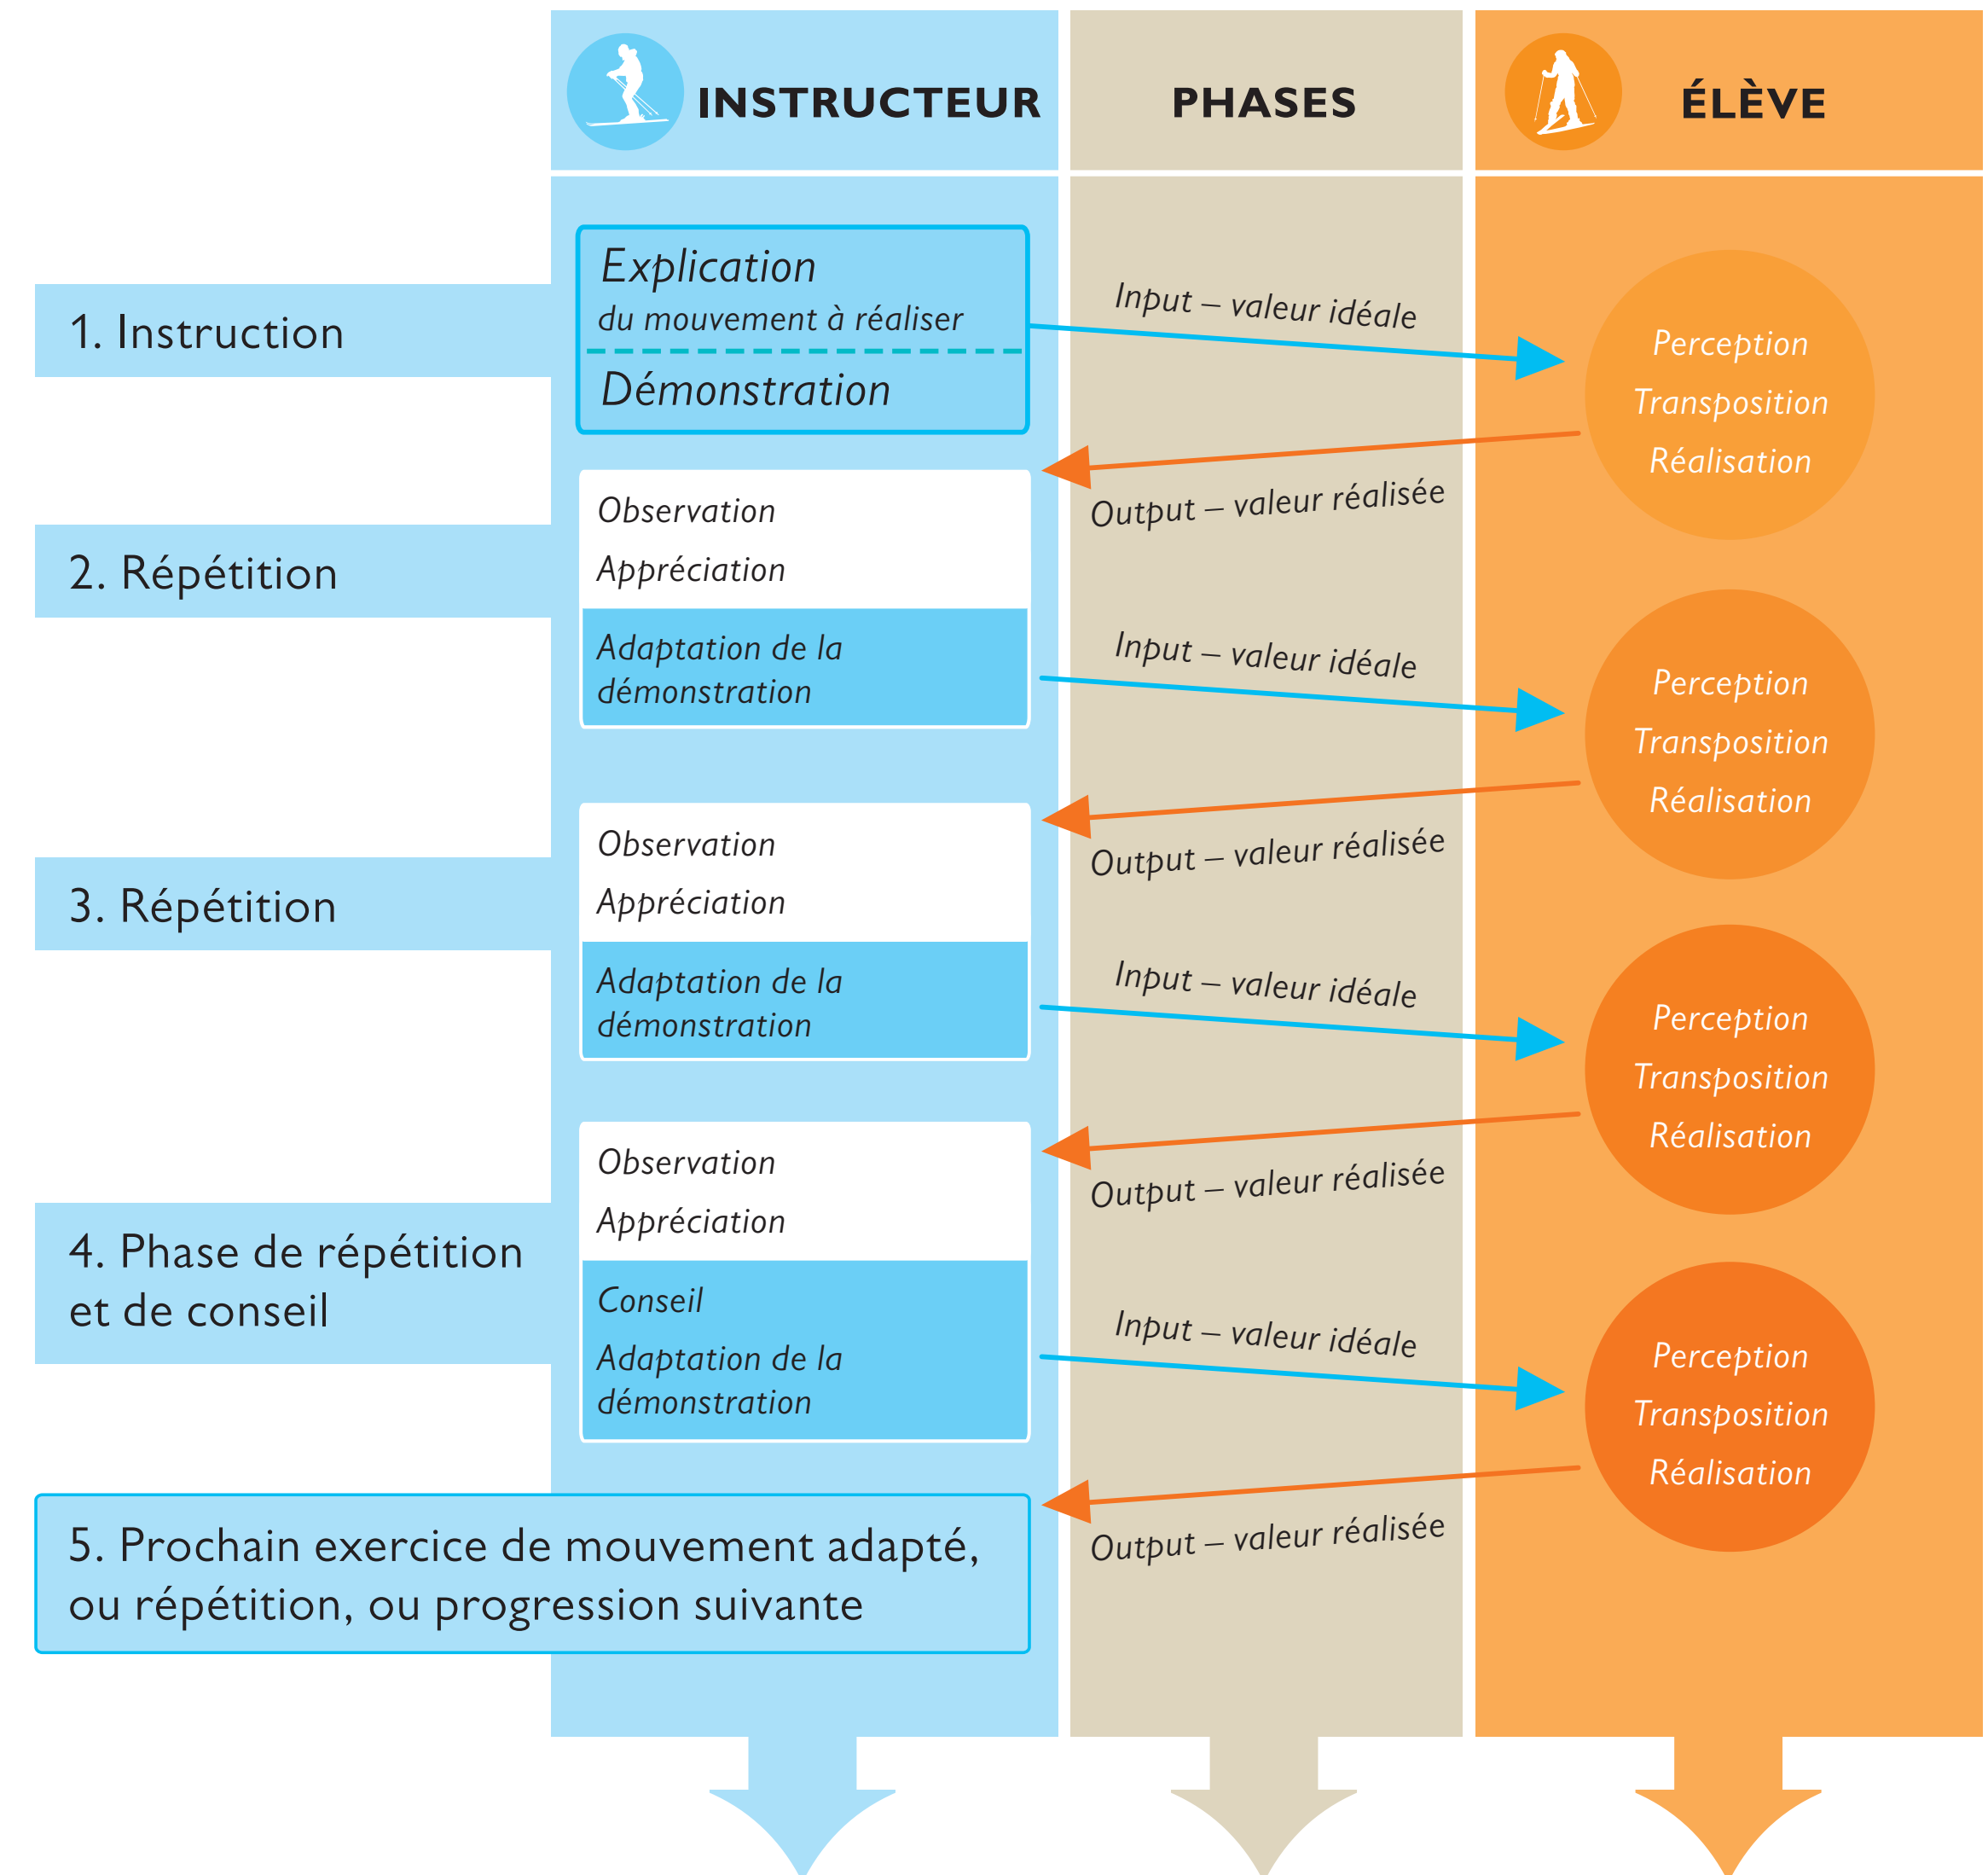 INSTRUCTEUR
PHASES
ÉLÈVE
1. Instruction
Explication
du mouvement à réaliser
Démonstration
Input – valeur idéale
Perception
Transposition
Réalisation
Output – valeur réalisée
2. Répétition
Observation
Appréciation
Adaptation de la
démonstration
Input – valeur idéale
Perception
Transposition
Réalisation
Output – valeur réalisée
3. Répétition
Observation
Appréciation
Adaptation de la
démonstration
Input – valeur idéale
Perception
Transposition
Réalisation
Output – valeur réalisée
4. Phase de répétition
et de conseil
Observation
Appréciation
Conseil
Adaptation de la
démonstration
Input – valeur idéale
Perception
Transposition
Réalisation
Output – valeur réalisée
5. Prochain exercice de mouvement adapté,
ou répétition, ou progression suivante